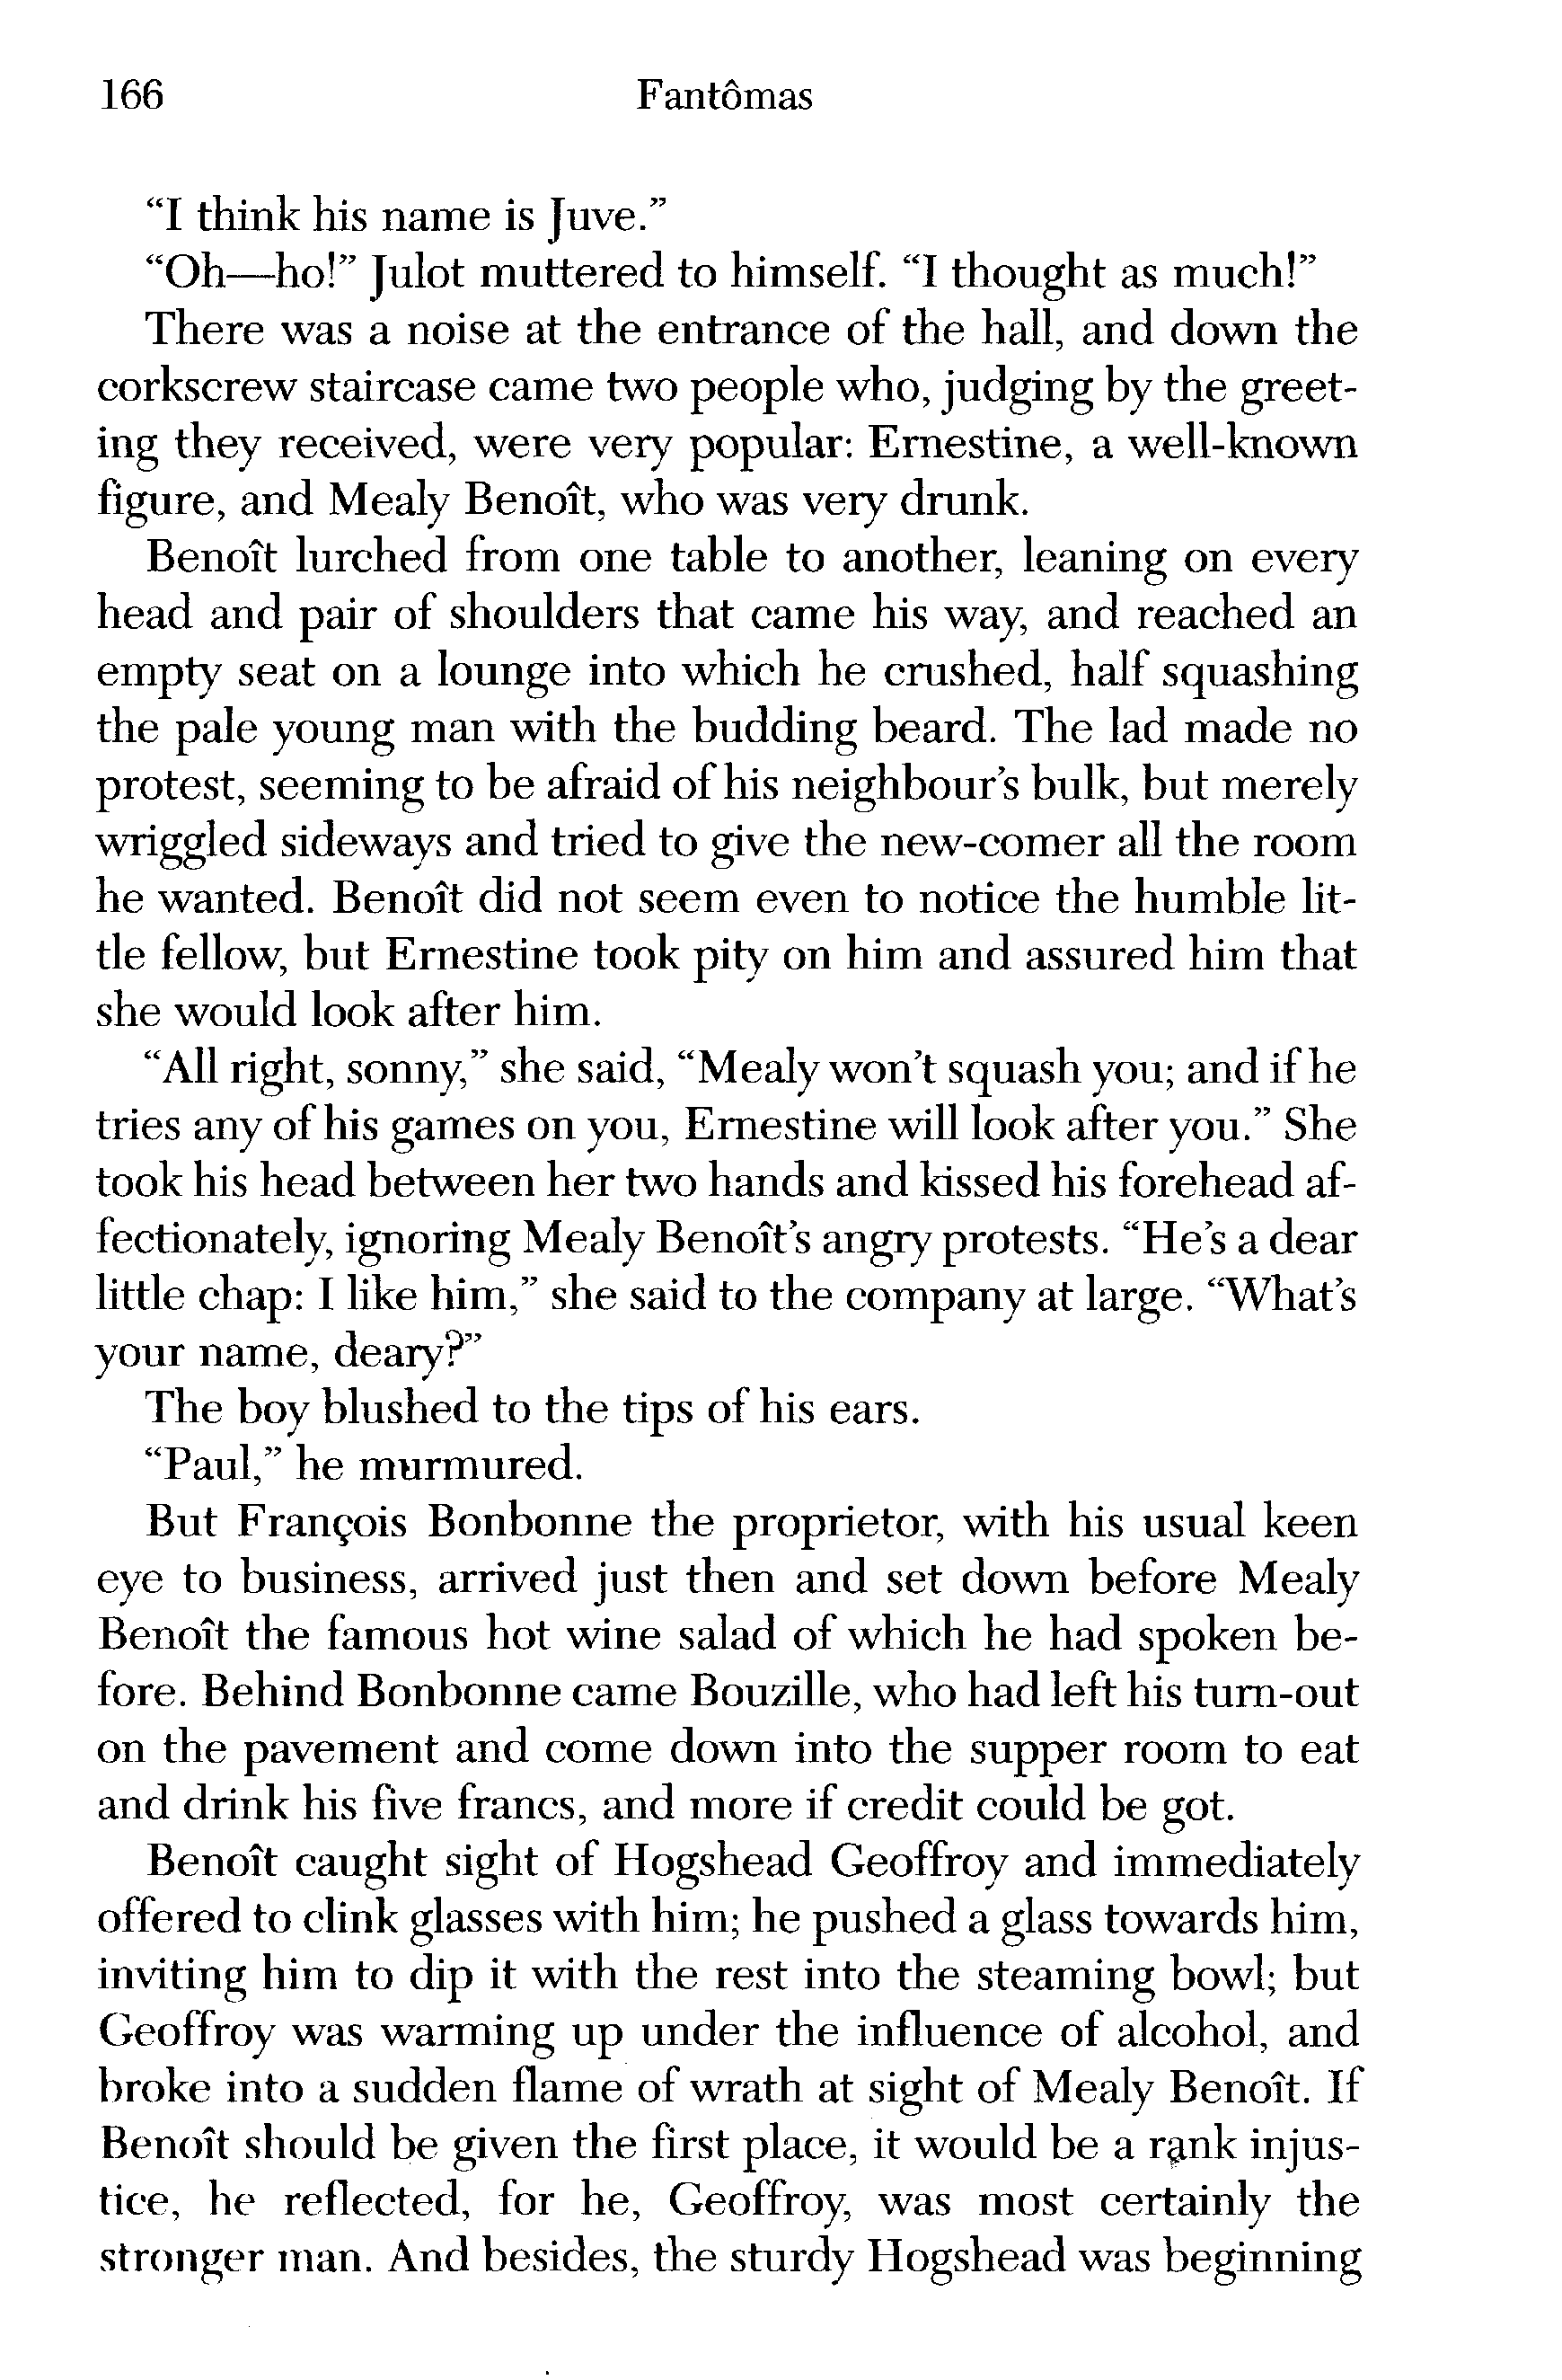 166 Fantômas
“I think his name is Juve.”
“Oh—ho!” Julot muttered to himself. “I thought as much!”
There was a noise at the entrance of the hall, and down the
corkscrew staircase came two people who, judging by the greet-
ing they received, were very popular: Ernestine, a well-known
figure, and Mealy Benoît, who was very drunk.
Benoît lurched from one table to another, leaning on every
head and pair of shoulders that came his way, and reached an
empty seat on a lounge into which he crushed, half squashing
the pale young man with the budding beard. The lad made no
protest, seeming to be afraid of his neighbour’s bulk, but merely
wriggled sideways and tried to give the new-comer all the room
he wanted. Benoît did not seem even to notice the humble lit-
tle fellow, but Ernestine took pity on him and assured him that
she would look after him.
“All right, sonny,” she said, “Mealy won’t squash you; and if he
tries any of his games on you, Ernestine will look after you.” She
took his head between her two hands and kissed his forehead af-
fectionately, ignoring Mealy Benoît’s angry protests. “He’s a dear
little chap: I like him,” she said to the company at large. “What’s
your name, deary?”
The boy blushed to the tips of his ears.
“Paul,” he murmured.
But François Bonbonne the proprietor, with his usual keen
eye to business, arrived just then and set down before Mealy
Benoît the famous hot wine salad of which he had spoken be-
fore. Behind Bonbonne came Bouzille, who had left his turn-out
on the pavement and come down into the supper room to eat
and drink his five francs, and more if credit could be got.
Benoît caught sight of Hogshead Geoffroy and immediately
offered to clink glasses with him; he pushed a glass towards him,
inviting him to dip it with the rest into the steaming bowl; but
Geoffroy was warming up under the influence of alcohol, and
broke into a sudden flame of wrath at sight of Mealy Benoît. If
Benoît should be given the first place, it would be a rank injus-
tice, he reflected, for he, Geoffroy, was most certainly the
stronger man. And besides, the sturdy Hogshead was beginning